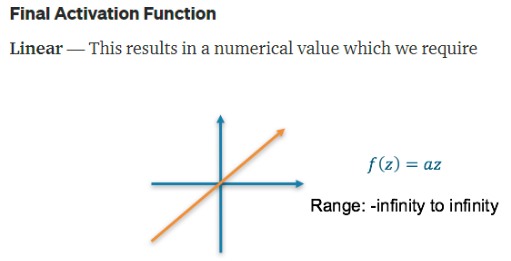 Final Activation Function
Linear — This results in a numerical value which we require
f(z) = az
Range: -infinity to infinity